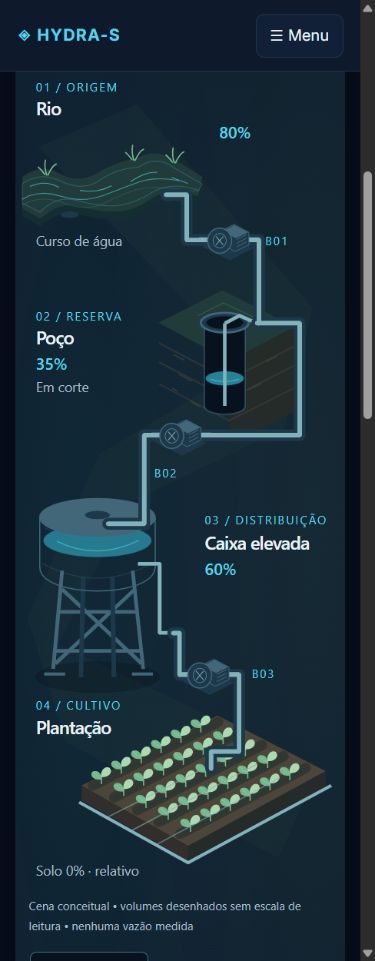 ◈ HYDRA-S
☰ Menu
01 / ORIGEM
Rio
80%
Curso de água
B01
02 / RESERVA
Poço
35%
Em corte
B02
03 / DISTRIBUIÇÃO
Caixa elevada
60%
B03
04 / CULTIVO
Plantação
Solo 0% · relativo
Cena conceitual • volumes desenhados sem escala de
leitura • nenhuma vazão medida